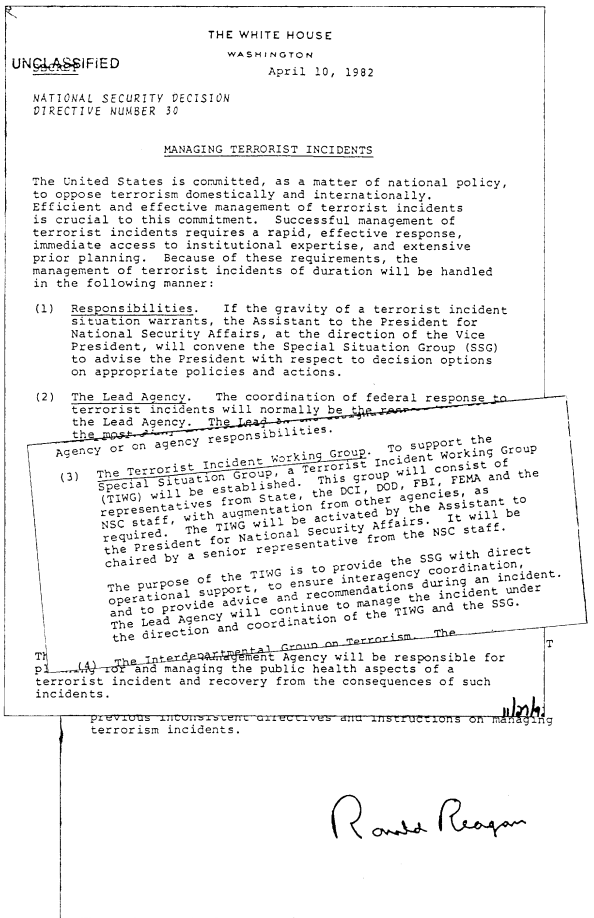 THE WHITE HOUSE
WASHINGTON
UNCLASSIFIED
SECRET
April 10, 1982
NATIONAL SECURITY DECISION
DIRECTIVE NUMBER 30
MANAGING TERRORIST INCIDENTS
The United States is committed, as a matter of national policy,
to oppose terrorism domestically and internationally.
Efficient and effective management of terrorist incidents
is crucial to this commitment. Successful management of
terrorist incidents requires a rapid, effective response,
immediate access to institutional expertise, and extensive
prior planning. Because of these requirements, the
management of terrorist incidents of duration will be handled
in the following manner:
(1) Responsibilities. If the gravity of a terrorist incident
situation warrants, the Assistant to the President for
National Security Affairs, at the direction of the Vice
President, will convene the Special Situation Group (SSG)
to advise the President with respect to decision options
on appropriate policies and actions.
(2) The Lead Agency. The coordination of federal response to
terrorist incidents will normally be the
the Lead Agency. The Lead
the most
Agency or on agency responsibilities.
(3) The Terrorist Incident Working Group. To support the
Special Situation Group, a Terrorist Incident Working Group
(TIWG) will be established. This group will consist of
representatives from State, the DCI, DOD, FBI, FEMA and the
NSC staff, with augmentation from other agencies, as
required. The TIWG will be activated by the Assistant to
the President for National Security Affairs. It will be
chaired by a senior representative from the NSC staff.
The purpose of the TIWG is to provide the SSG with direct
operational support, to ensure interagency coordination,
and to provide advice and recommendations during an incident.
The Lead Agency will continue to manage the incident under
the direction and coordination of the TIWG and the SSG.
(4) The Interdepartmental Group on Terrorism. The
Management Agency will be responsible for
for and managing the public health aspects of a
terrorist incident and recovery from the consequences of such
incidents.
previous inconsistent directives and instructions on managing
terrorism incidents.
Ronald Reagan